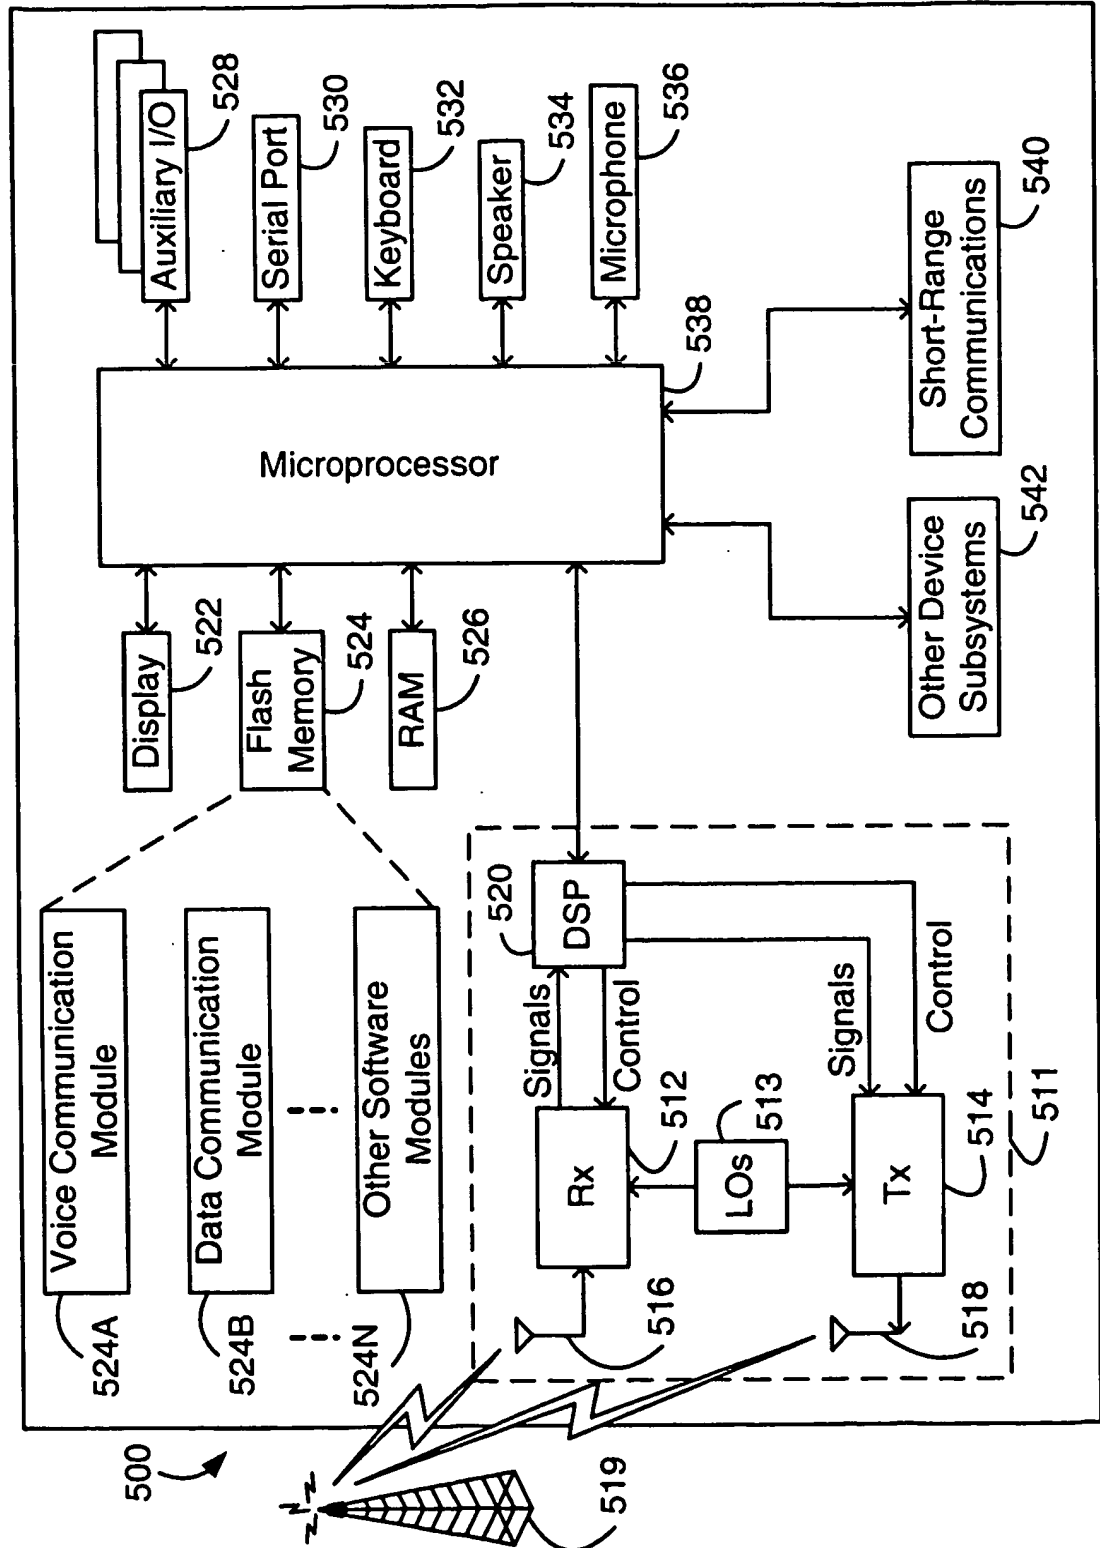 500
519
Voice Communication
Module
524A
Data Communication
Module
524B
Other Software
Modules
524N
Display
522
Flash
Memory
524
RAM
526
Microprocessor
538
Auxiliary I/O
528
Serial Port
530
Keyboard
532
Speaker
534
Microphone
536
Short-Range
Communications
540
Other Device
Subsystems
542
DSP
520
Signals
Control
Rx
512
LOs
513
Signals
Control
Tx
514
516
518
511